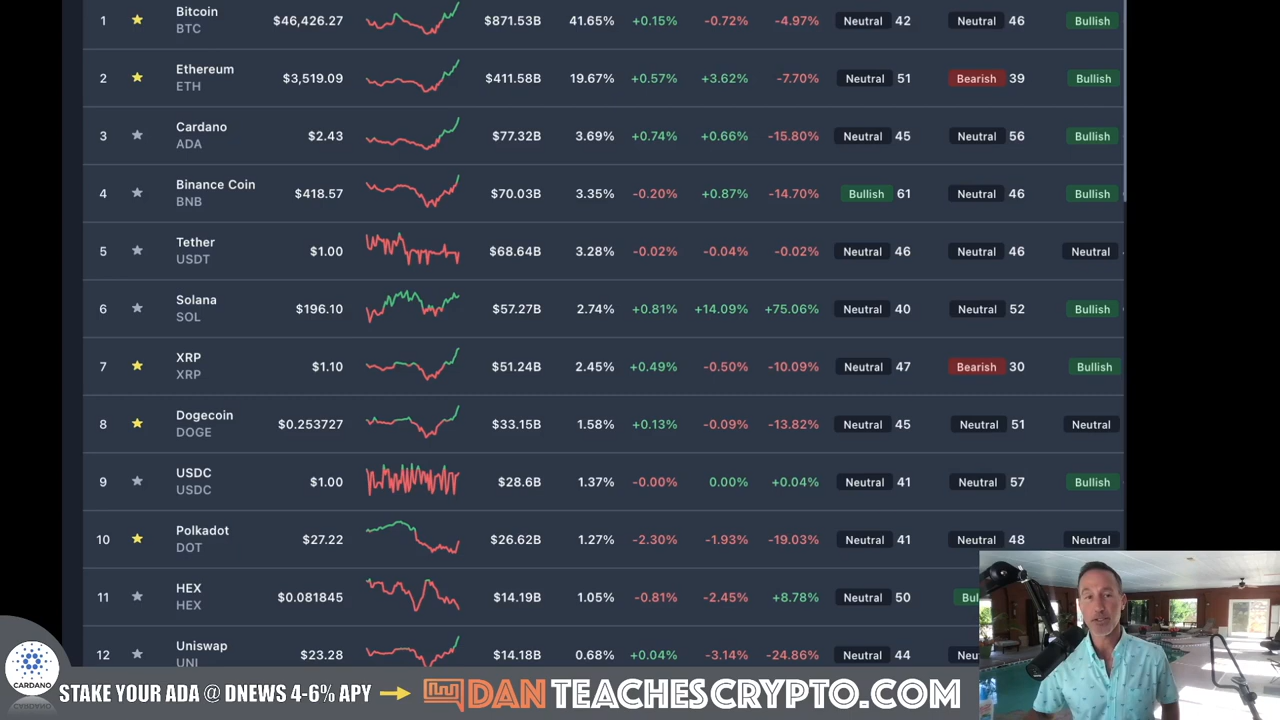 1 Bitcoin $46,426.27 $871.53B 41.65% +0.15% -0.72% -4.97% Neutral 42 Neutral 46 Bullish
BTC
2 Ethereum $3,519.09 $411.58B 19.67% +0.57% +3.62% -7.70% Neutral 51 Bearish 39 Bullish
ETH
3 Cardano $2.43 $77.32B 3.69% +0.74% +0.66% -15.80% Neutral 45 Neutral 56 Bullish
ADA
4 Binance Coin $418.57 $70.03B 3.35% -0.20% +0.87% -14.70% Bullish 61 Neutral 46 Bullish
BNB
5 Tether $1.00 $68.64B 3.28% -0.02% -0.04% -0.02% Neutral 46 Neutral 46 Neutral
USDT
6 Solana $196.10 $57.27B 2.74% +0.81% +14.09% +75.06% Neutral 40 Neutral 52 Bullish
SOL
7 XRP $1.10 $51.24B 2.45% +0.49% -0.50% -10.09% Neutral 47 Bearish 30 Bullish
XRP
8 Dogecoin $0.253727 $33.15B 1.58% +0.13% -0.09% -13.82% Neutral 45 Neutral 51 Neutral
DOGE
9 USDC $1.00 $28.6B 1.37% -0.00% 0.00% +0.04% Neutral 41 Neutral 57 Bullish
USDC
10 Polkadot $27.22 $26.62B 1.27% -2.30% -1.93% -19.03% Neutral 41 Neutral 48 Neutral
DOT
11 HEX $0.081845 $14.19B 1.05% -0.81% -2.45% +8.78% Neutral 50 Bul
HEX
12 Uniswap $23.28 $14.18B 0.68% +0.04% -3.14% -24.86% Neutral 44 Neu
UNI
CARDANO
STAKE YOUR ADA @ DNEWS 4-6% APY
DANTEACHESCRYPTO.COM